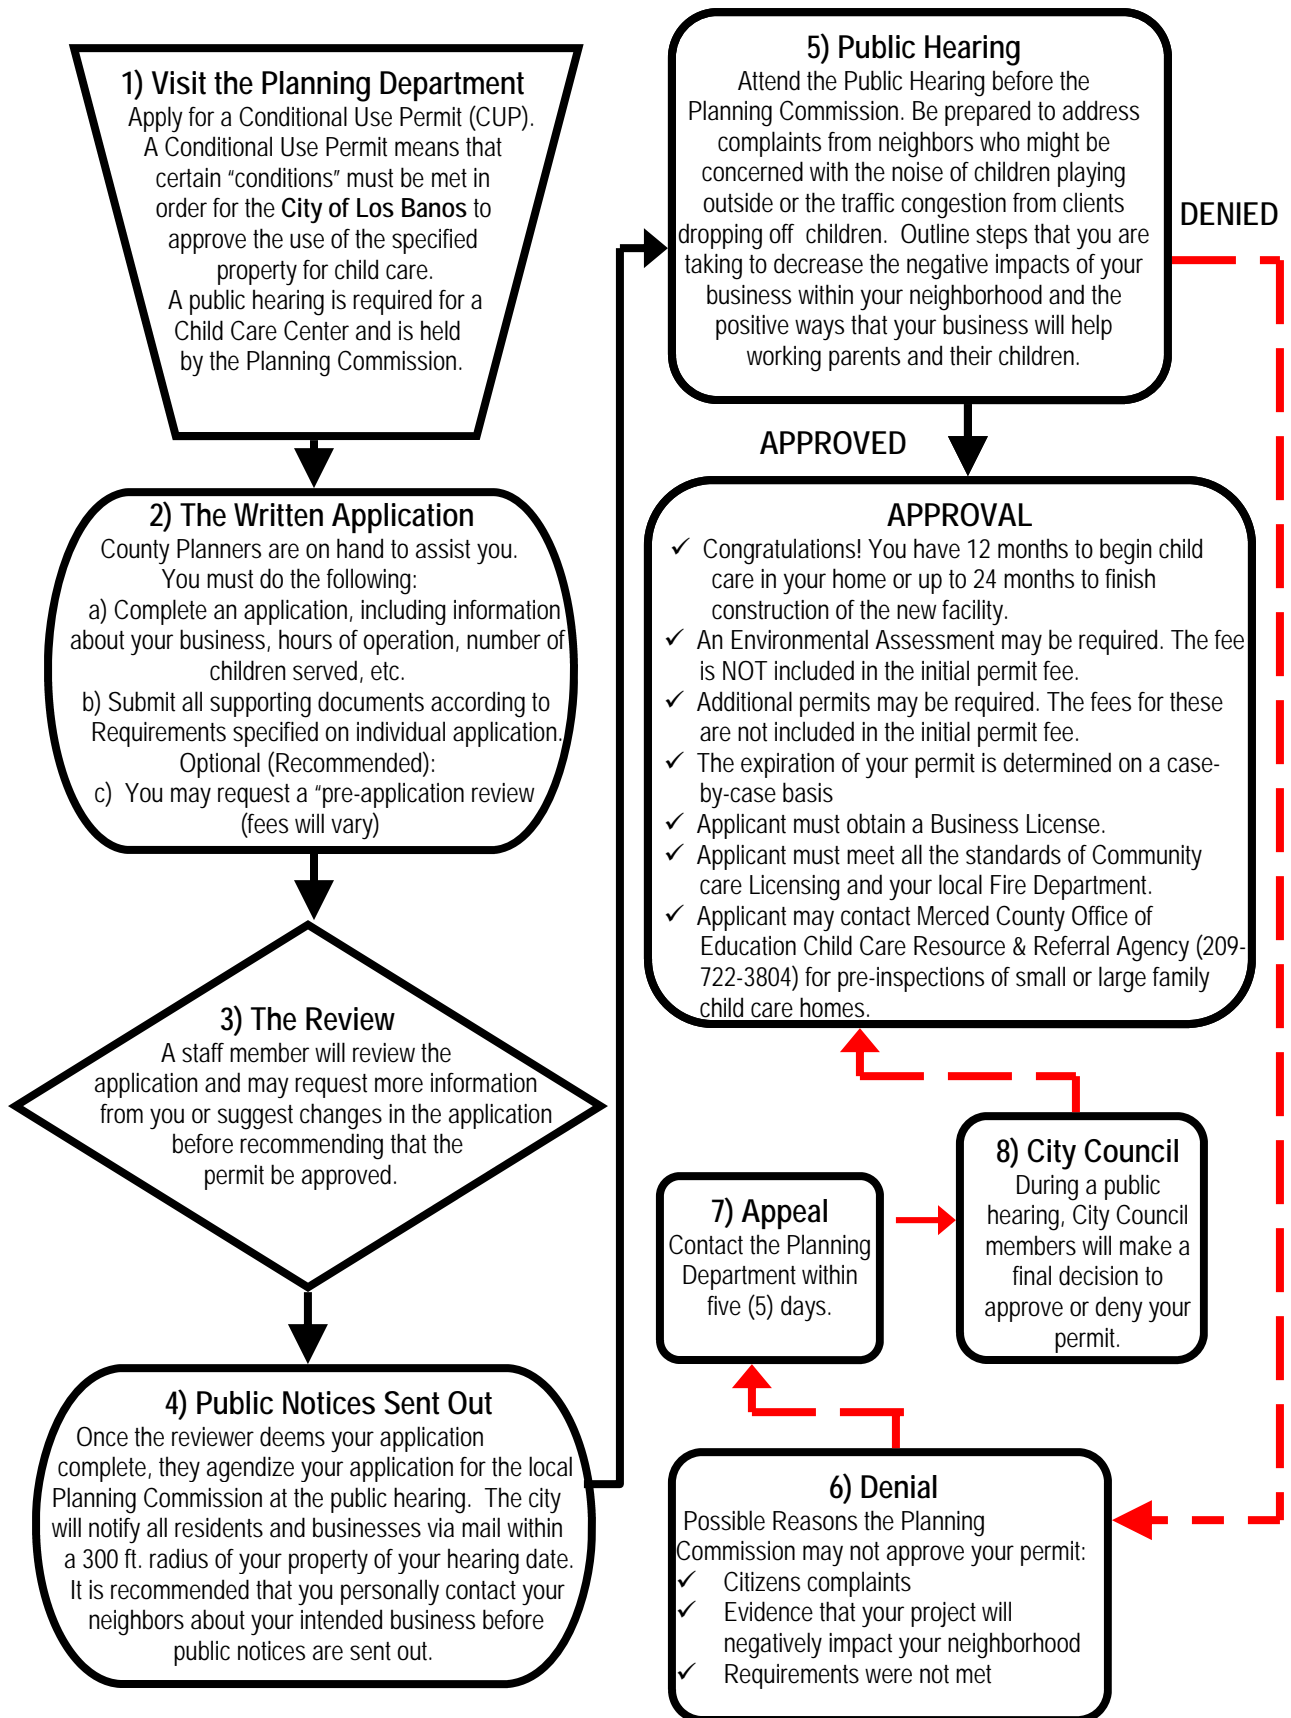 1) Visit the Planning Department
Apply for a Conditional Use Permit (CUP).
A Conditional Use Permit means that
certain “conditions” must be met in
order for the City of Los Banos to
approve the use of the specified
property for child care.
A public hearing is required for a
Child Care Center and is held
by the Planning Commission.
2) The Written Application
County Planners are on hand to assist you.
You must do the following:
a) Complete an application, including information
about your business, hours of operation, number of
children served, etc.
b) Submit all supporting documents according to
Requirements specified on individual application.
Optional (Recommended):
c) You may request a “pre-application review
(fees will vary)
3) The Review
A staff member will review the
application and may request more information
from you or suggest changes in the application
before recommending that the
permit be approved.
4) Public Notices Sent Out
Once the reviewer deems your application
complete, they agendize your application for the local
Planning Commission at the public hearing. The city
will notify all residents and businesses via mail within
a 300 ft. radius of your property of your hearing date.
It is recommended that you personally contact your
neighbors about your intended business before
public notices are sent out.
5) Public Hearing
Attend the Public Hearing before the
Planning Commission. Be prepared to address
complaints from neighbors who might be
concerned with the noise of children playing
outside or the traffic congestion from clients
dropping off children. Outline steps that you are
taking to decrease the negative impacts of your
business within your neighborhood and the
positive ways that your business will help
working parents and their children.
DENIED
APPROVED
APPROVAL
✓ Congratulations! You have 12 months to begin child
care in your home or up to 24 months to finish
construction of the new facility.
✓ An Environmental Assessment may be required. The fee
is NOT included in the initial permit fee.
✓ Additional permits may be required. The fees for these
are not included in the initial permit fee.
✓ The expiration of your permit is determined on a case-
by-case basis
✓ Applicant must obtain a Business License.
✓ Applicant must meet all the standards of Community
care Licensing and your local Fire Department.
✓ Applicant may contact Merced County Office of
Education Child Care Resource & Referral Agency (209-
722-3804) for pre-inspections of small or large family
child care homes.
8) City Council
During a public
hearing, City Council
members will make a
final decision to
approve or deny your
permit.
7) Appeal
Contact the Planning
Department within
five (5) days.
6) Denial
Possible Reasons the Planning
Commission may not approve your permit:
✓ Citizens complaints
✓ Evidence that your project will
negatively impact your neighborhood
✓ Requirements were not met